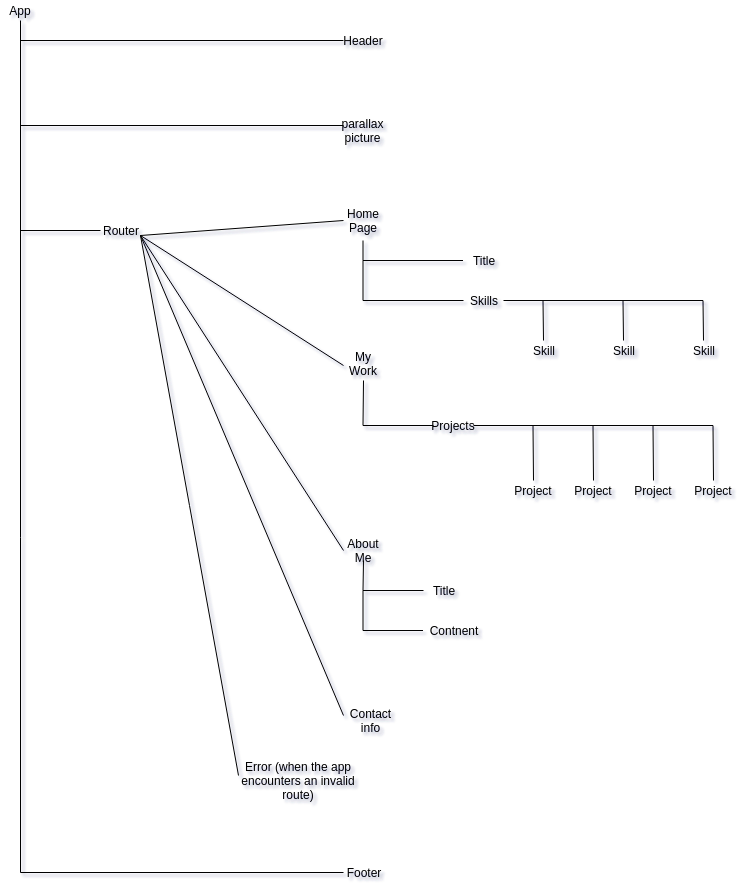 App
Header
parallax
picture
Router
Home
Page
Title
Skills
Skill Skill Skill
My
Work
Projects
Project Project Project Project
About
Me
Title
Contnent
Contact
info
Error (when the app
encounters an invalid
route)
Footer